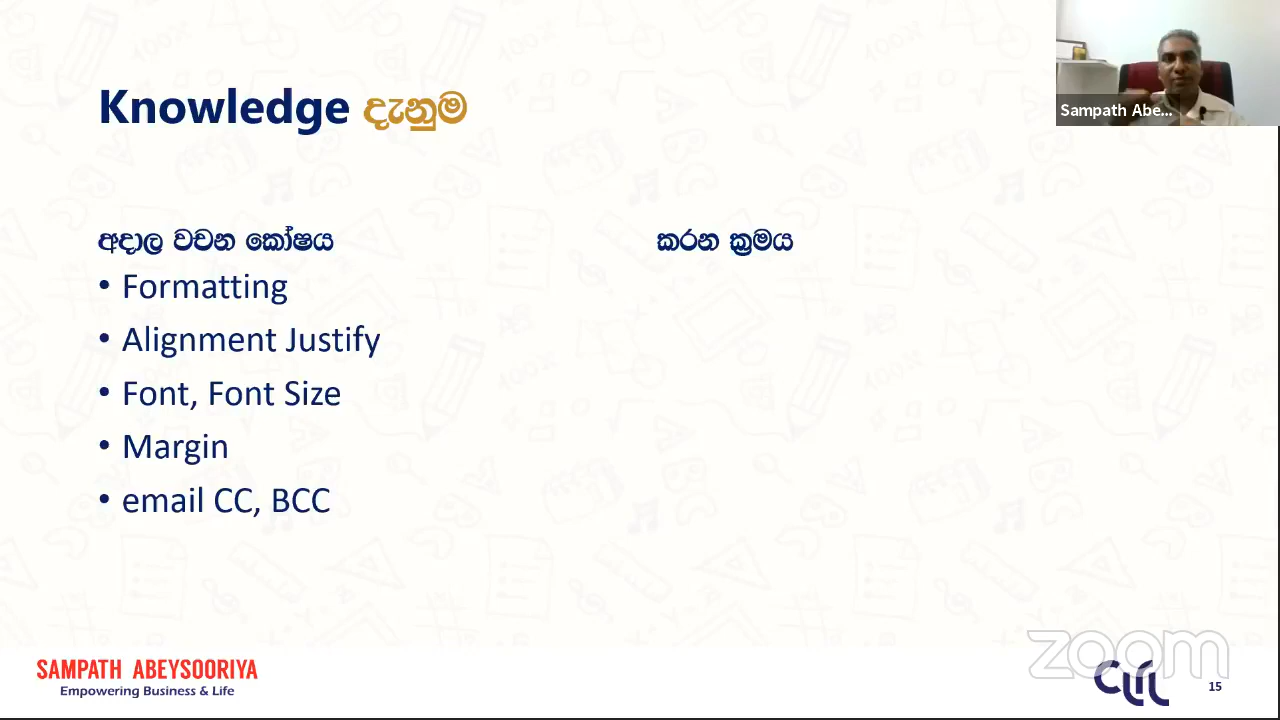 Knowledge දැනුම
Sampath Abe...
අදාල වචන කෝෂය
• Formatting
• Alignment Justify
• Font, Font Size
• Margin
• email CC, BCC
කරන ක්‍රමය
SAMPATH ABEYSOORIYA
Empowering Business & Life
zoom
15